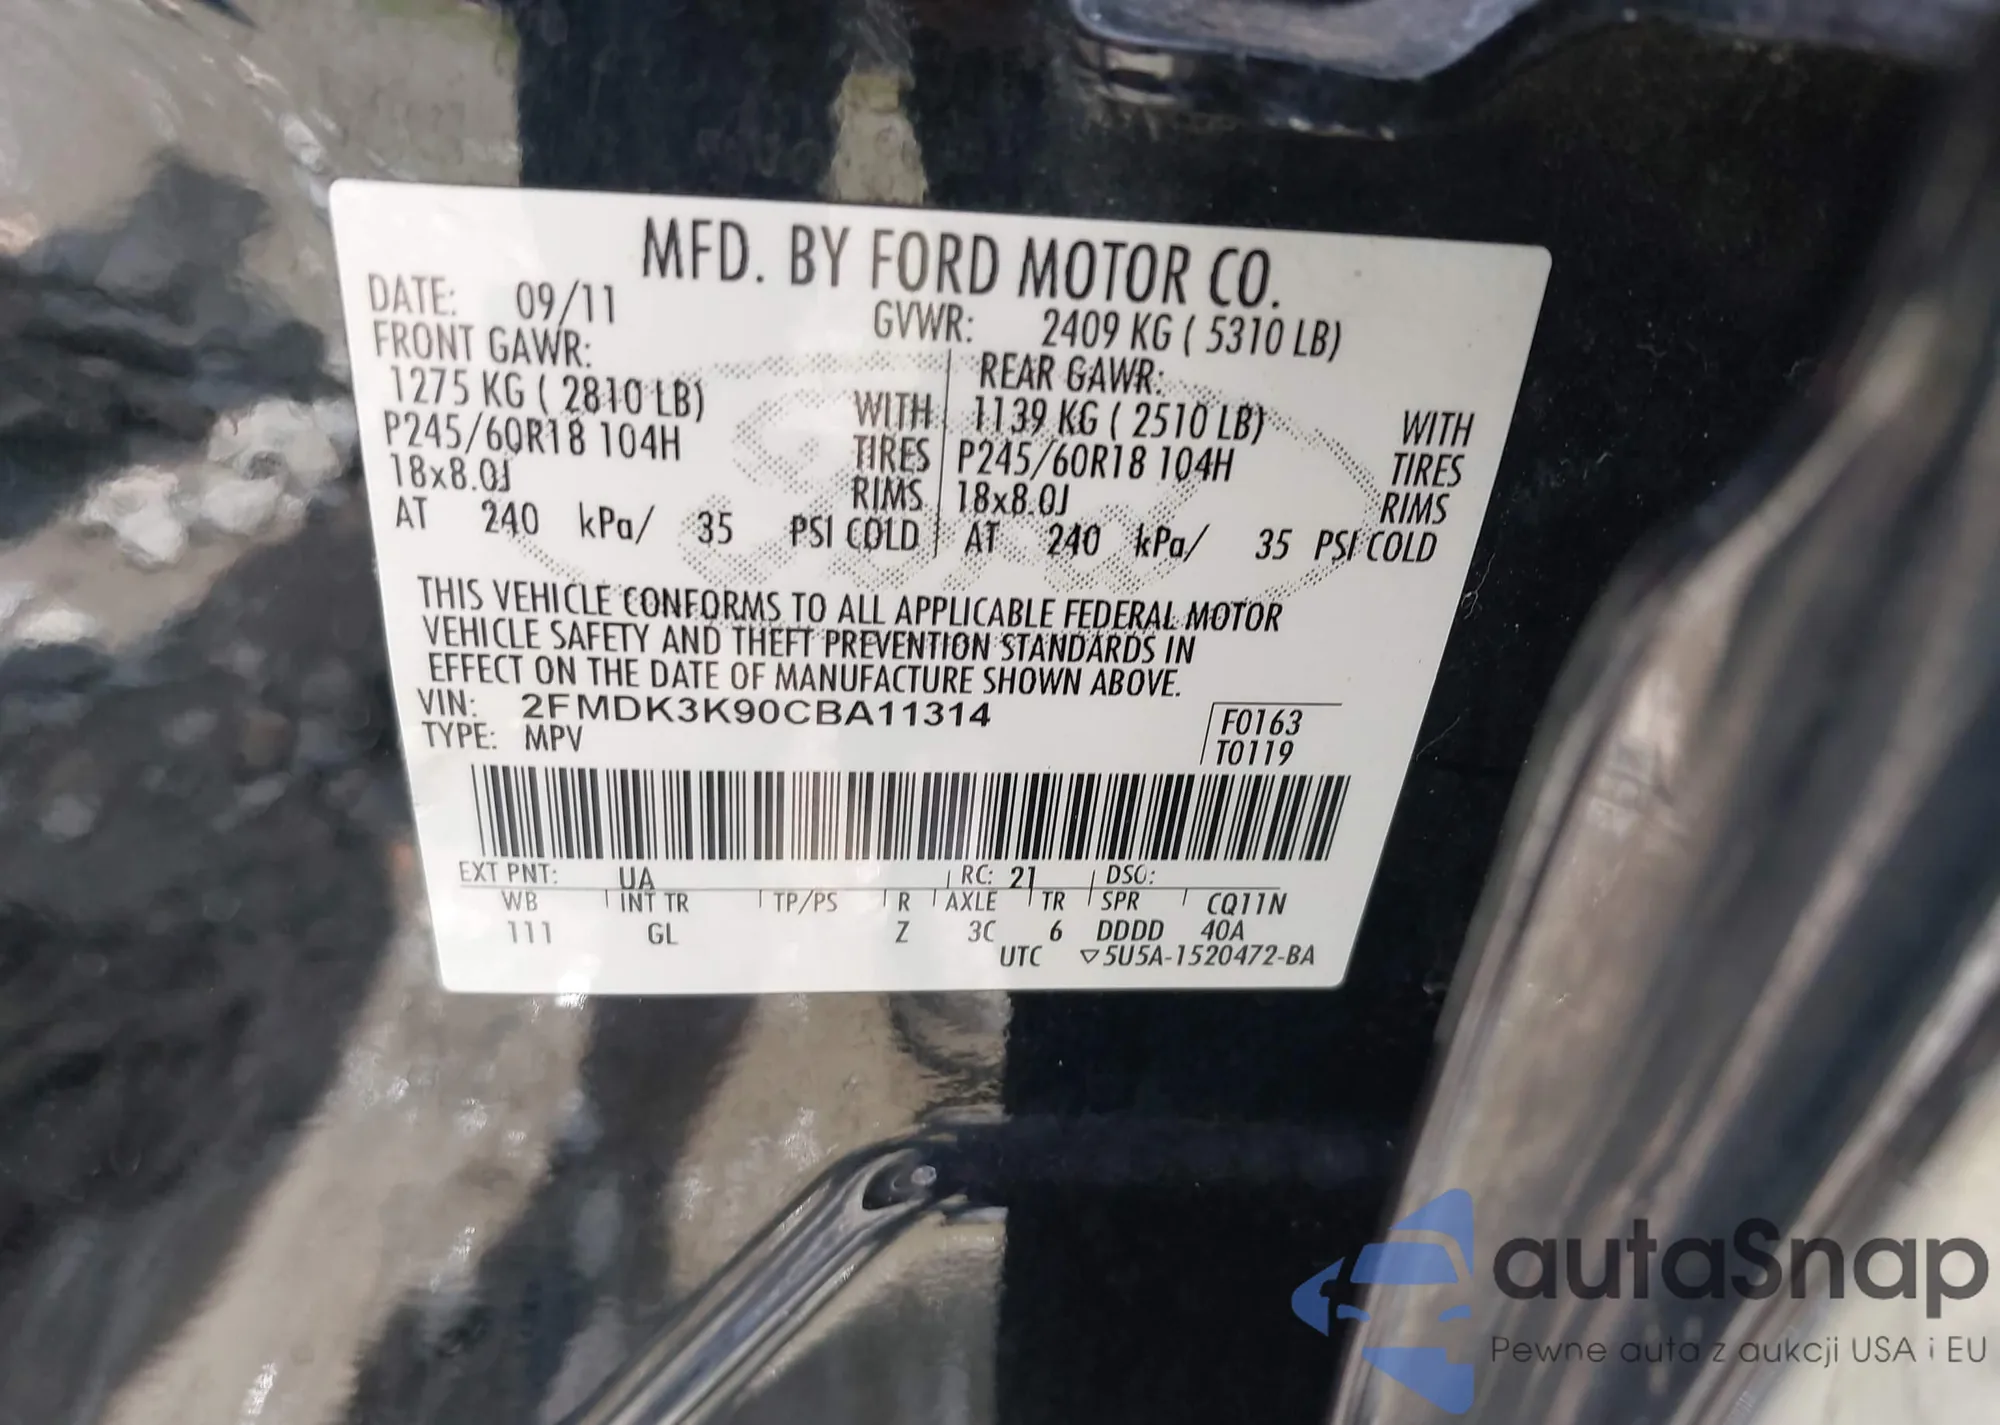 MFD. BY FORD MOTOR CO.
DATE: 09/11 GVWR: 2409 KG ( 5310 LB)
FRONT GAWR: REAR GAWR:
1275 KG ( 2810 LB) WITH 1139 KG ( 2510 LB) WITH
P245/60R18 104H TIRES P245/60R18 104H TIRES
18x8.0J RIMS 18x8.0J RIMS
AT 240 kPa/ 35 PSI COLD AT 240 kPa/ 35 PSI COLD
THIS VEHICLE CONFORMS TO ALL APPLICABLE FEDERAL MOTOR
VEHICLE SAFETY AND THEFT PREVENTION STANDARDS IN
EFFECT ON THE DATE OF MANUFACTURE SHOWN ABOVE.
VIN: 2FMDK3K90CBA11314 F0163
TYPE: MPV T0119
EXT PNT: UA RC: 21 DSO:
WB INT TR TP/PS R AXLE TR SPR CQ11N
111 GL Z 3C 6 DDDD 40A
UTC ▽5U5A-1520472-BA
autaSnap
Pewne auta z aukcji USA i EU